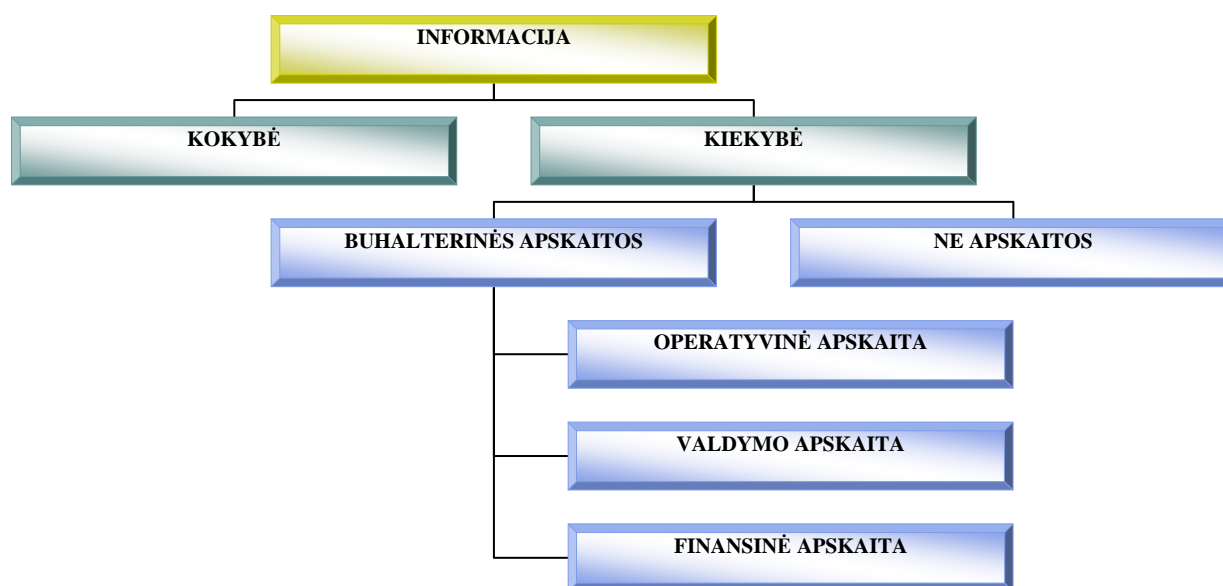 INFORMACIJA
KOKYBĖ
KIEKYBĖ
BUHALTERINĖS APSKAITOS
NE APSKAITOS
OPERATYVINĖ APSKAITA
VALDYMO APSKAITA
FINANSINĖ APSKAITA